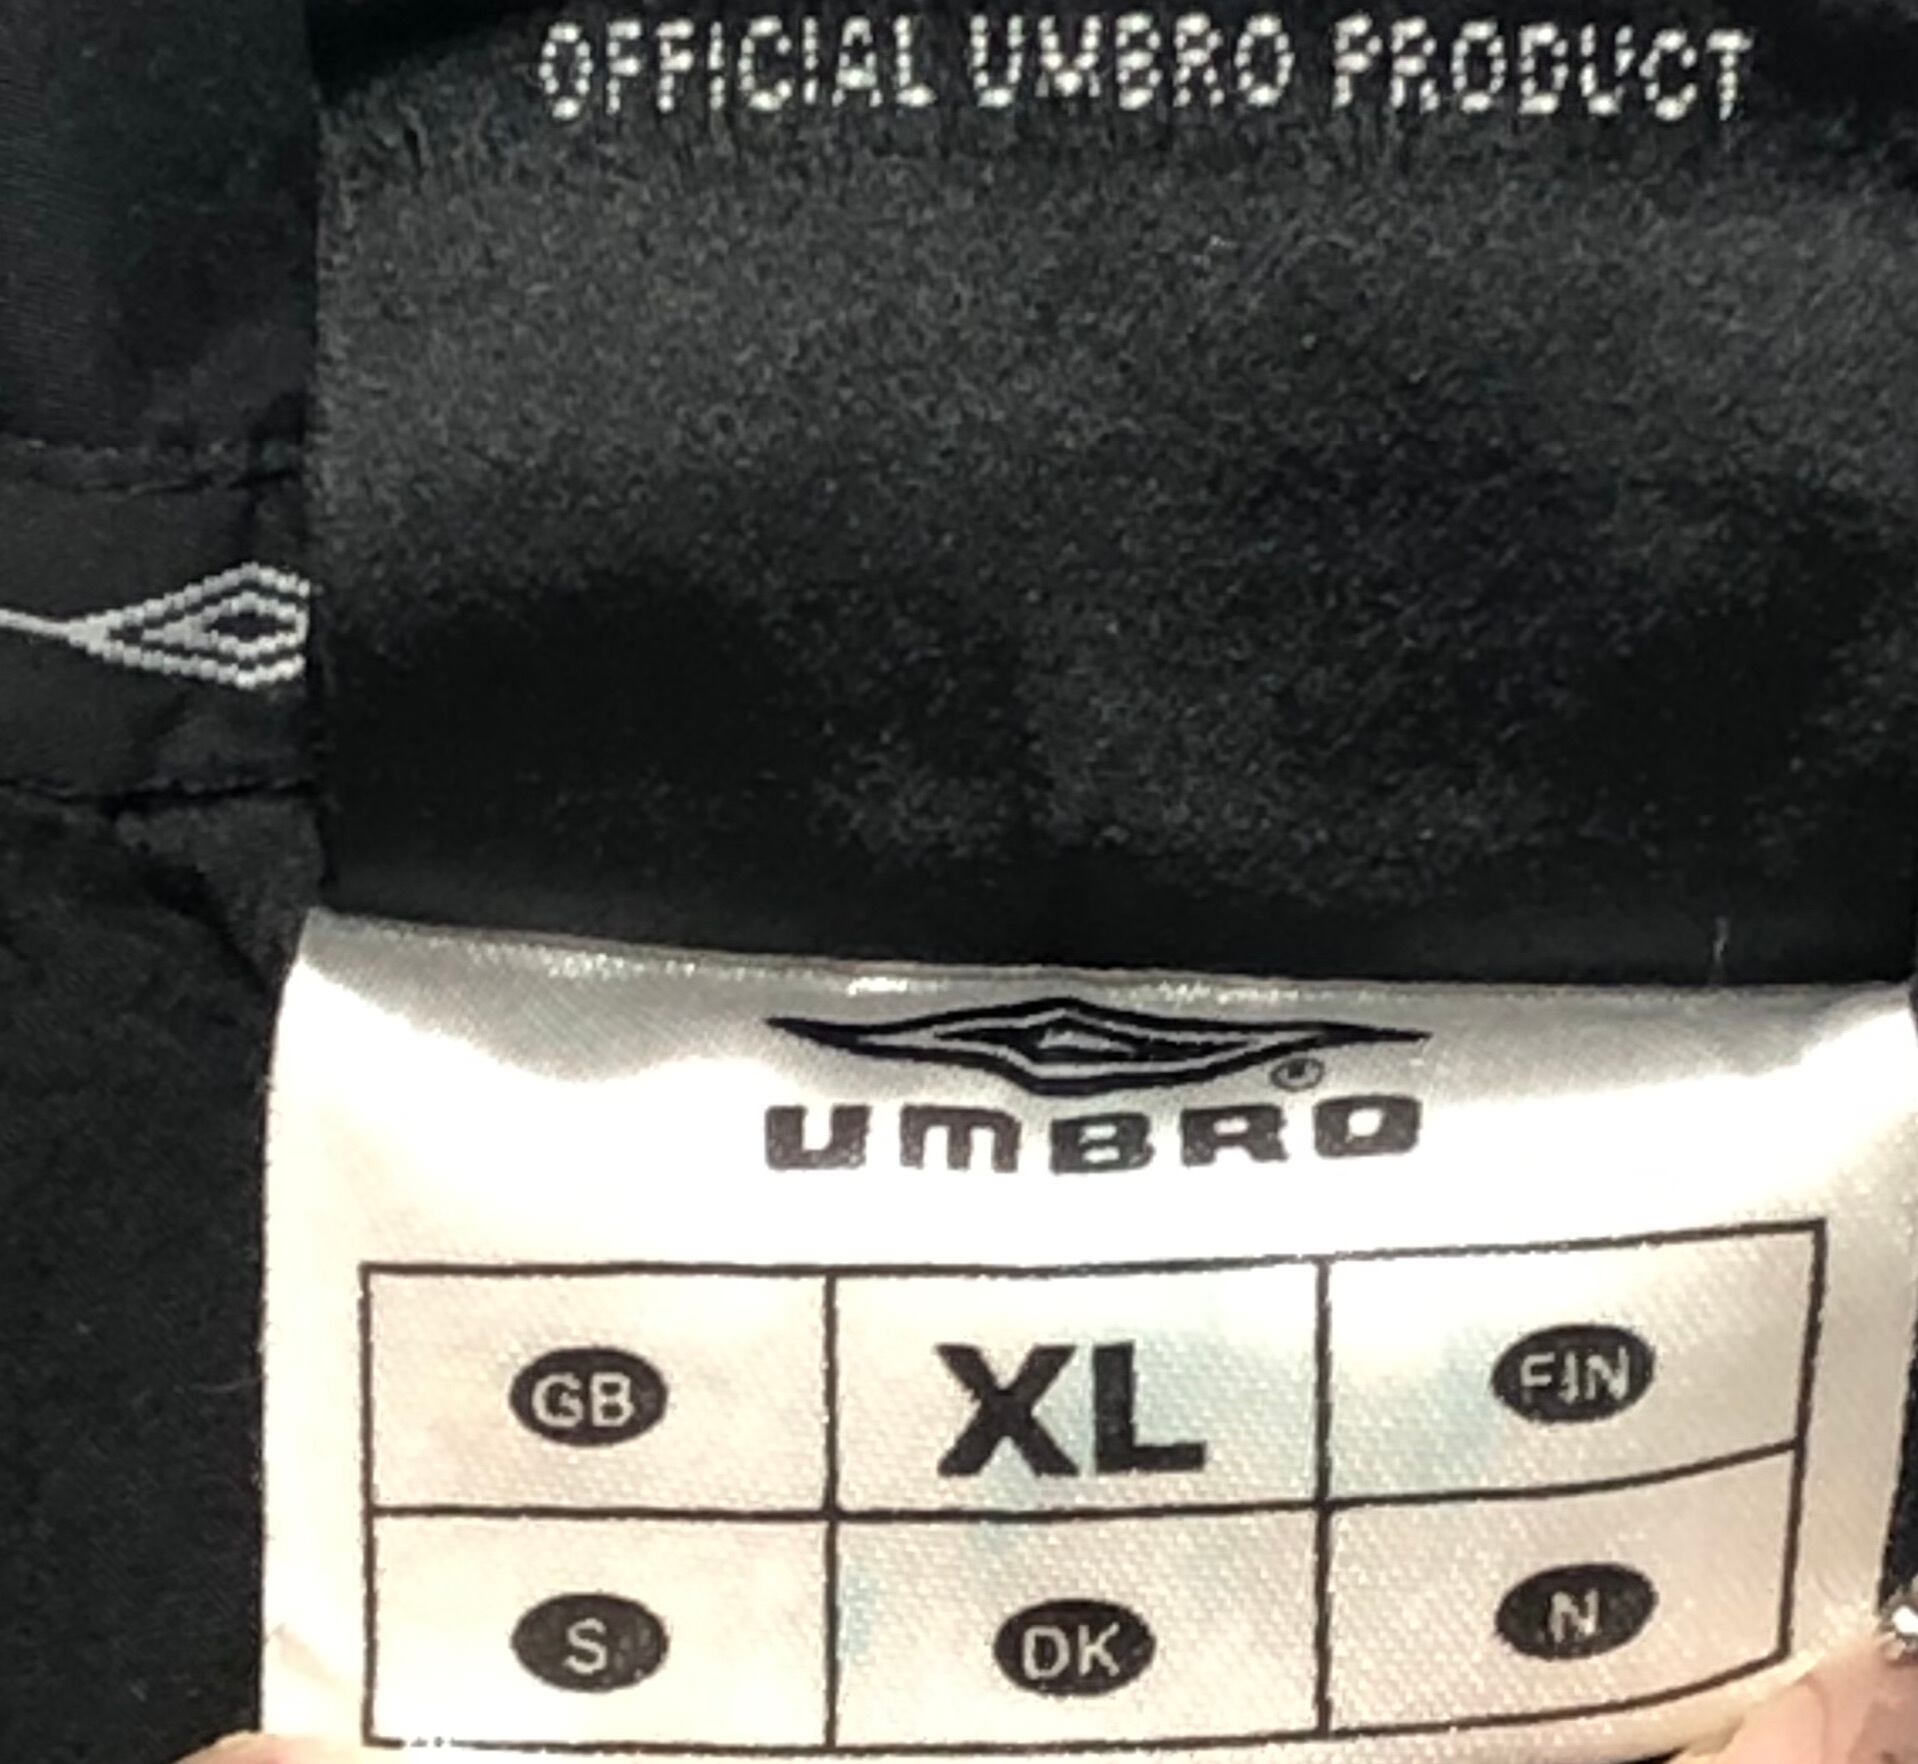 OFFICIAL UMBRO PRODUCT
®
UMBRO
GB XL FIN
S DK N